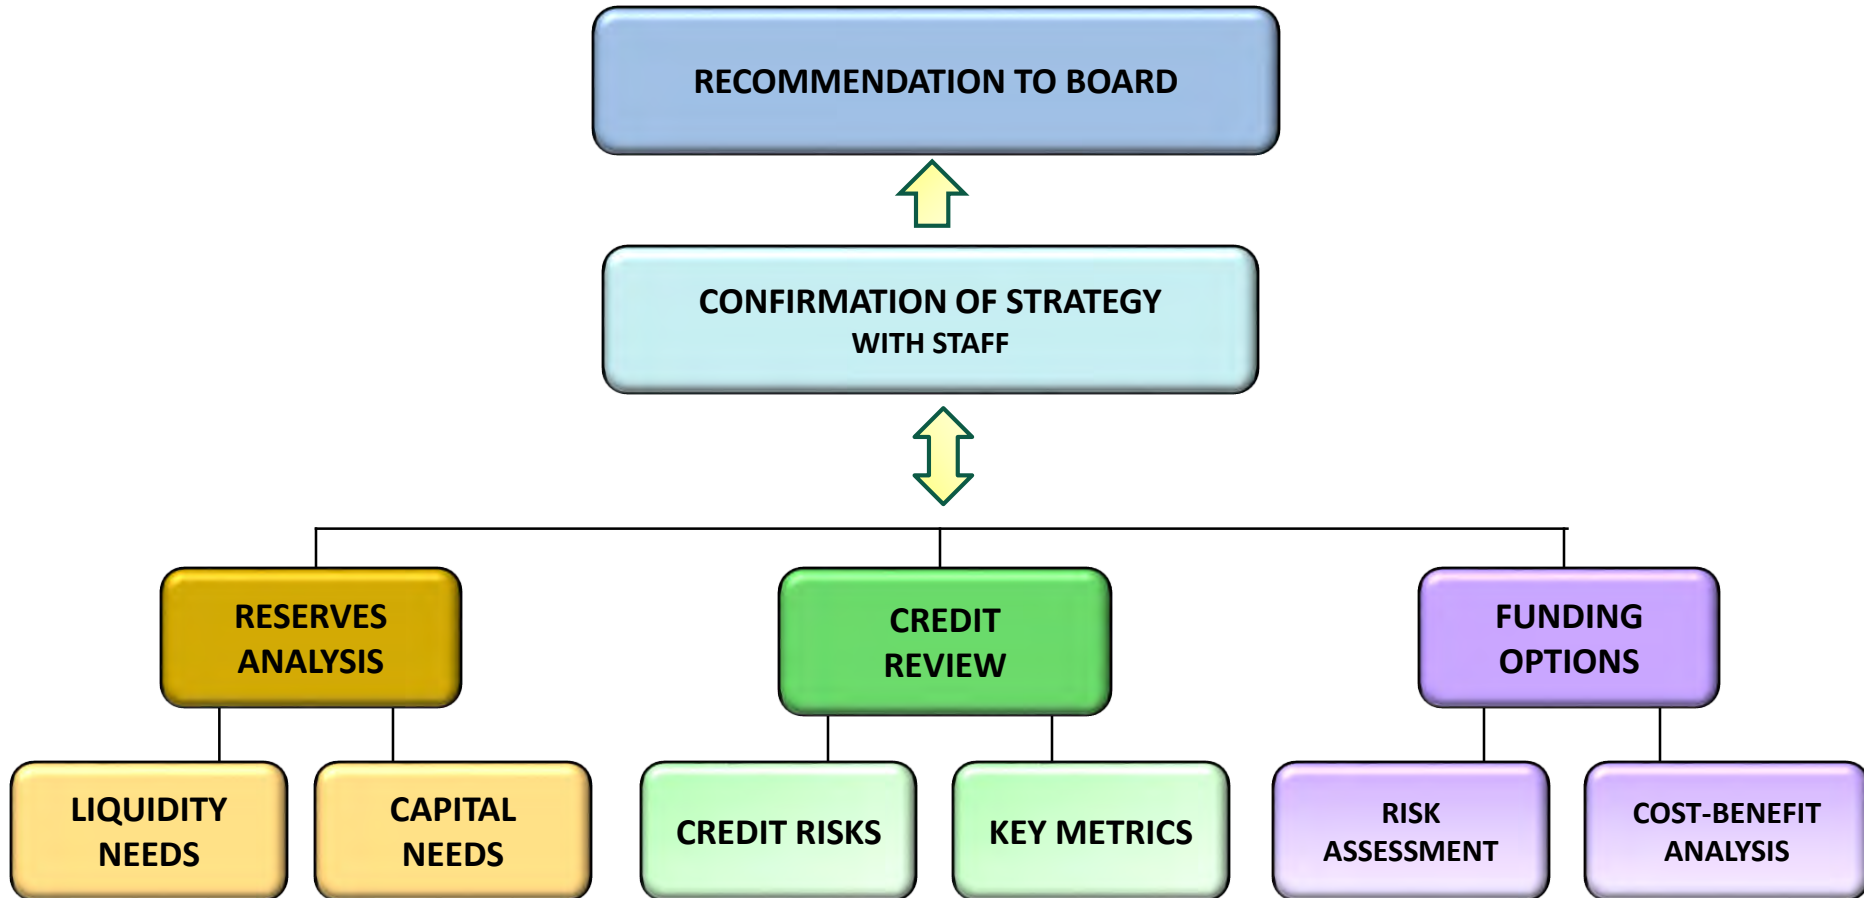 RECOMMENDATION TO BOARD
CONFIRMATION OF STRATEGY
WITH STAFF
RESERVES
ANALYSIS
CREDIT
REVIEW
FUNDING
OPTIONS
LIQUIDITY
NEEDS
CAPITAL
NEEDS
CREDIT RISKS
KEY METRICS
RISK
ASSESSMENT
COST-BENEFIT
ANALYSIS